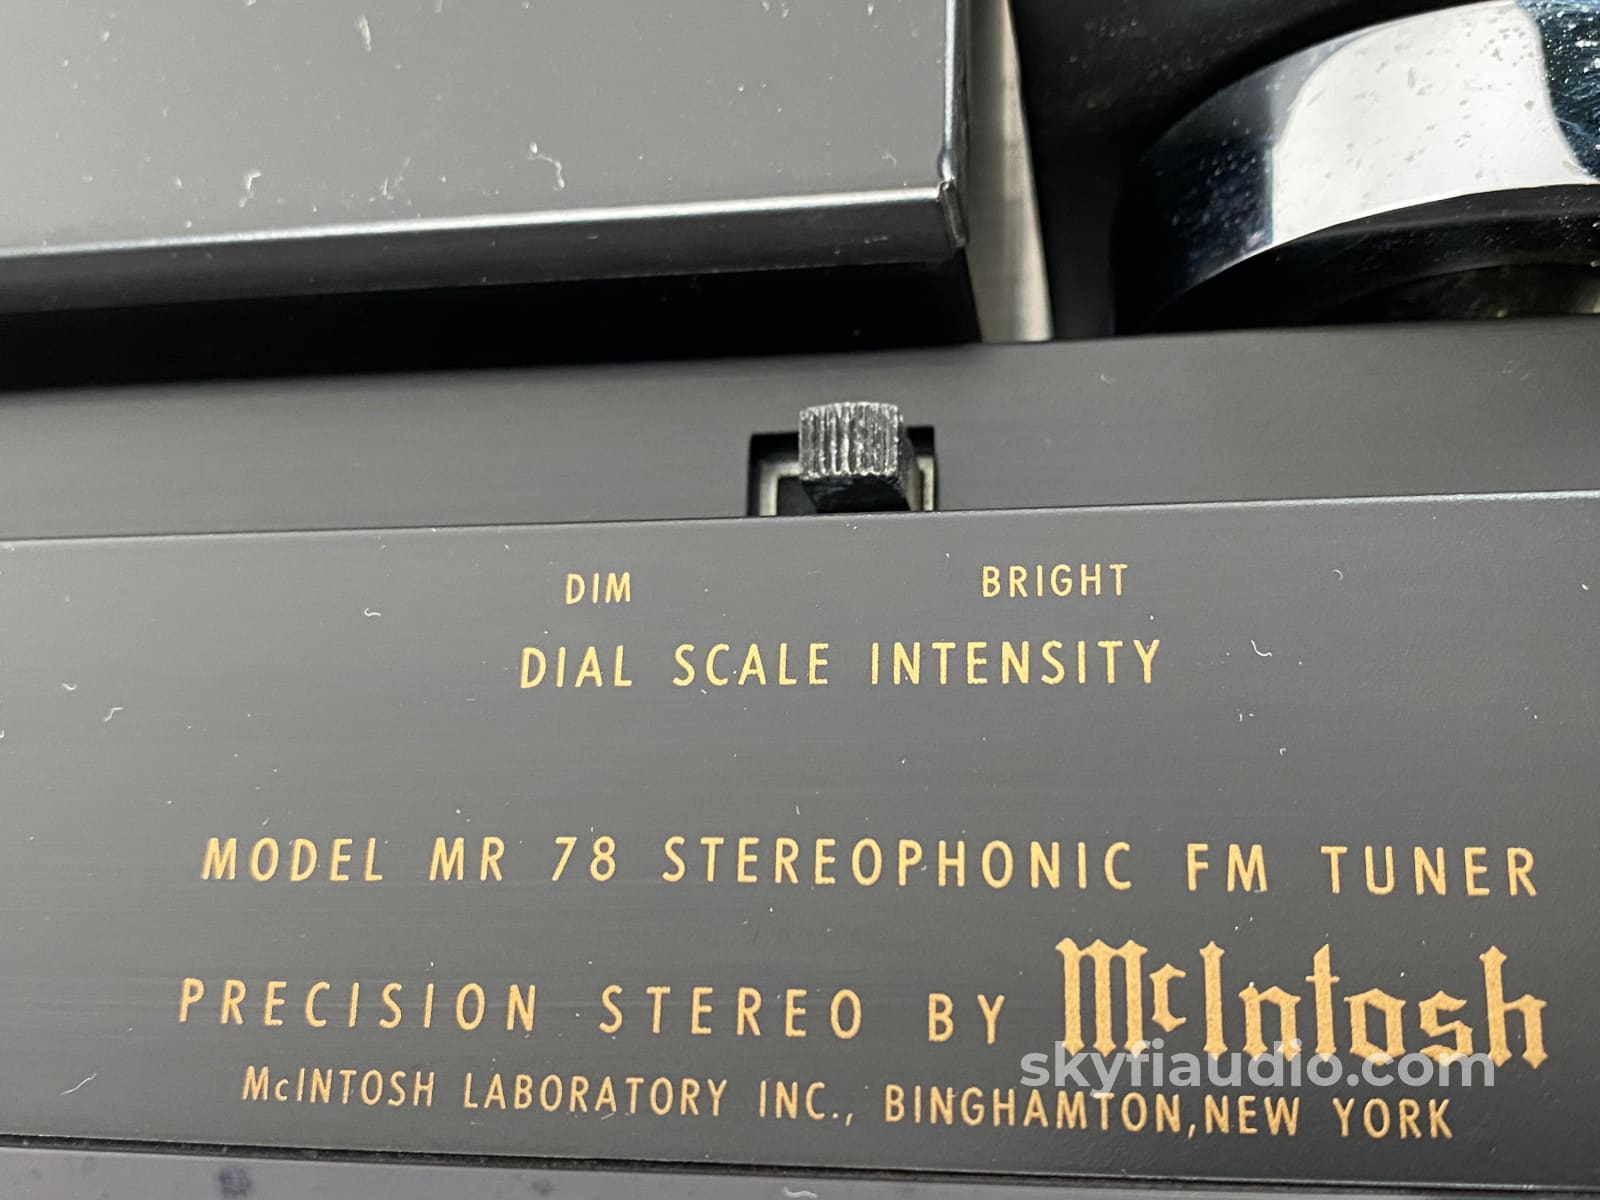 DIM BRIGHT
DIAL SCALE INTENSITY
MODEL MR 78 STEREOPHONIC FM TUNER
PRECISION STEREO BY McIntosh
skyfiaudio.com
McINTOSH LABORATORY INC., BINGHAMTON, NEW YORK